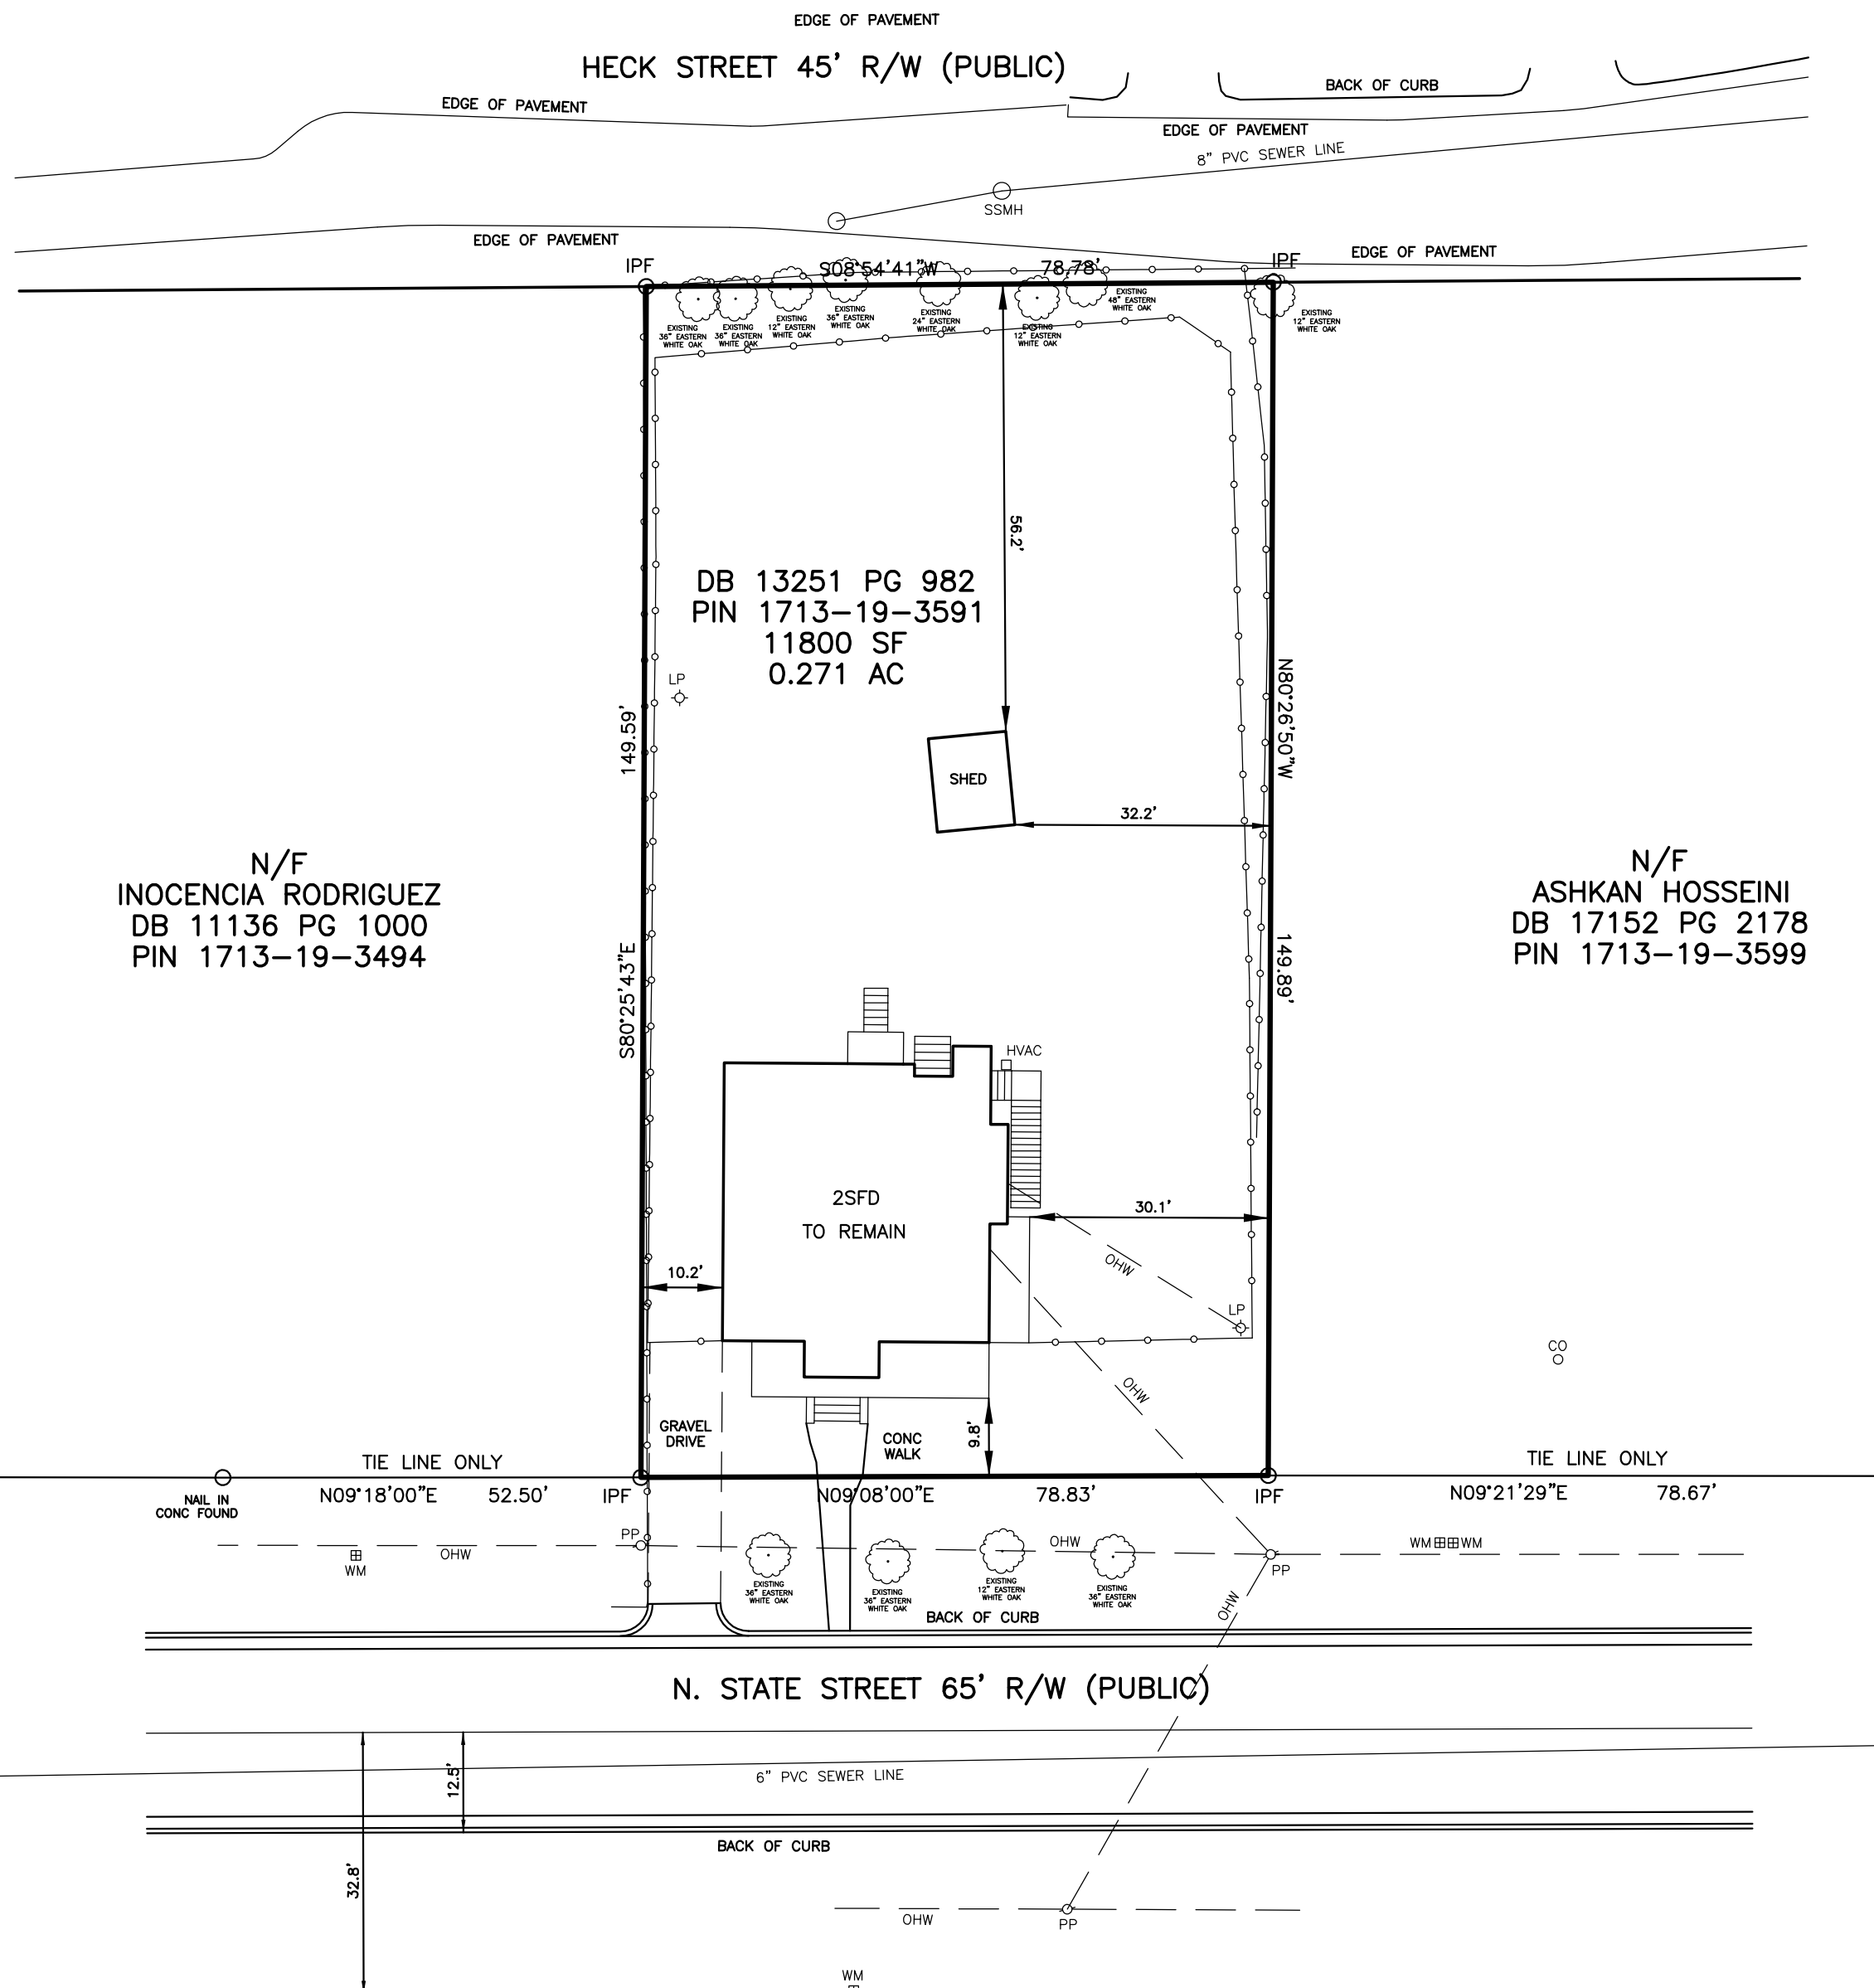 EDGE OF PAVEMENT
HECK STREET 45' R/W (PUBLIC)
BACK OF CURB
EDGE OF PAVEMENT
EDGE OF PAVEMENT
8" PVC SEWER LINE
SSMH
EDGE OF PAVEMENT
EDGE OF PAVEMENT
IPF
S08°54'41"W
78.78'
IPF
EXISTING
36" EASTERN
WHITE OAK
EXISTING
36" EASTERN
WHITE OAK
EXISTING
12" EASTERN
WHITE OAK
EXISTING
36" EASTERN
WHITE OAK
EXISTING
24" EASTERN
WHITE OAK
EXISTING
12" EASTERN
WHITE OAK
EXISTING
48" EASTERN
WHITE OAK
EXISTING
12" EASTERN
WHITE OAK
56.2'
DB 13251 PG 982
PIN 1713-19-3591
11800 SF
0.271 AC
LP
149.59'
S80°25'43"E
N80°26'50"W
149.89'
SHED
32.2'
N/F
INOCENCIA RODRIGUEZ
DB 11136 PG 1000
PIN 1713-19-3494
N/F
ASHKAN HOSSEINI
DB 17152 PG 2178
PIN 1713-19-3599
HVAC
2SFD
TO REMAIN
30.1'
OHW
10.2'
LP
CO
OHW
GRAVEL
DRIVE
CONC
WALK
9.8'
TIE LINE ONLY
TIE LINE ONLY
NAIL IN
CONC FOUND
N09°18'00"E
52.50'
IPF
N09°08'00"E
78.83'
IPF
N09°21'29"E
78.67'
PP
WM
OHW
OHW
PP
WM
WM
EXISTING
36" EASTERN
WHITE OAK
EXISTING
36" EASTERN
WHITE OAK
EXISTING
12" EASTERN
WHITE OAK
EXISTING
36" EASTERN
WHITE OAK
OHW
BACK OF CURB
N. STATE STREET 65' R/W (PUBLIC)
12.5'
6" PVC SEWER LINE
BACK OF CURB
32.8'
OHW
PP
WM